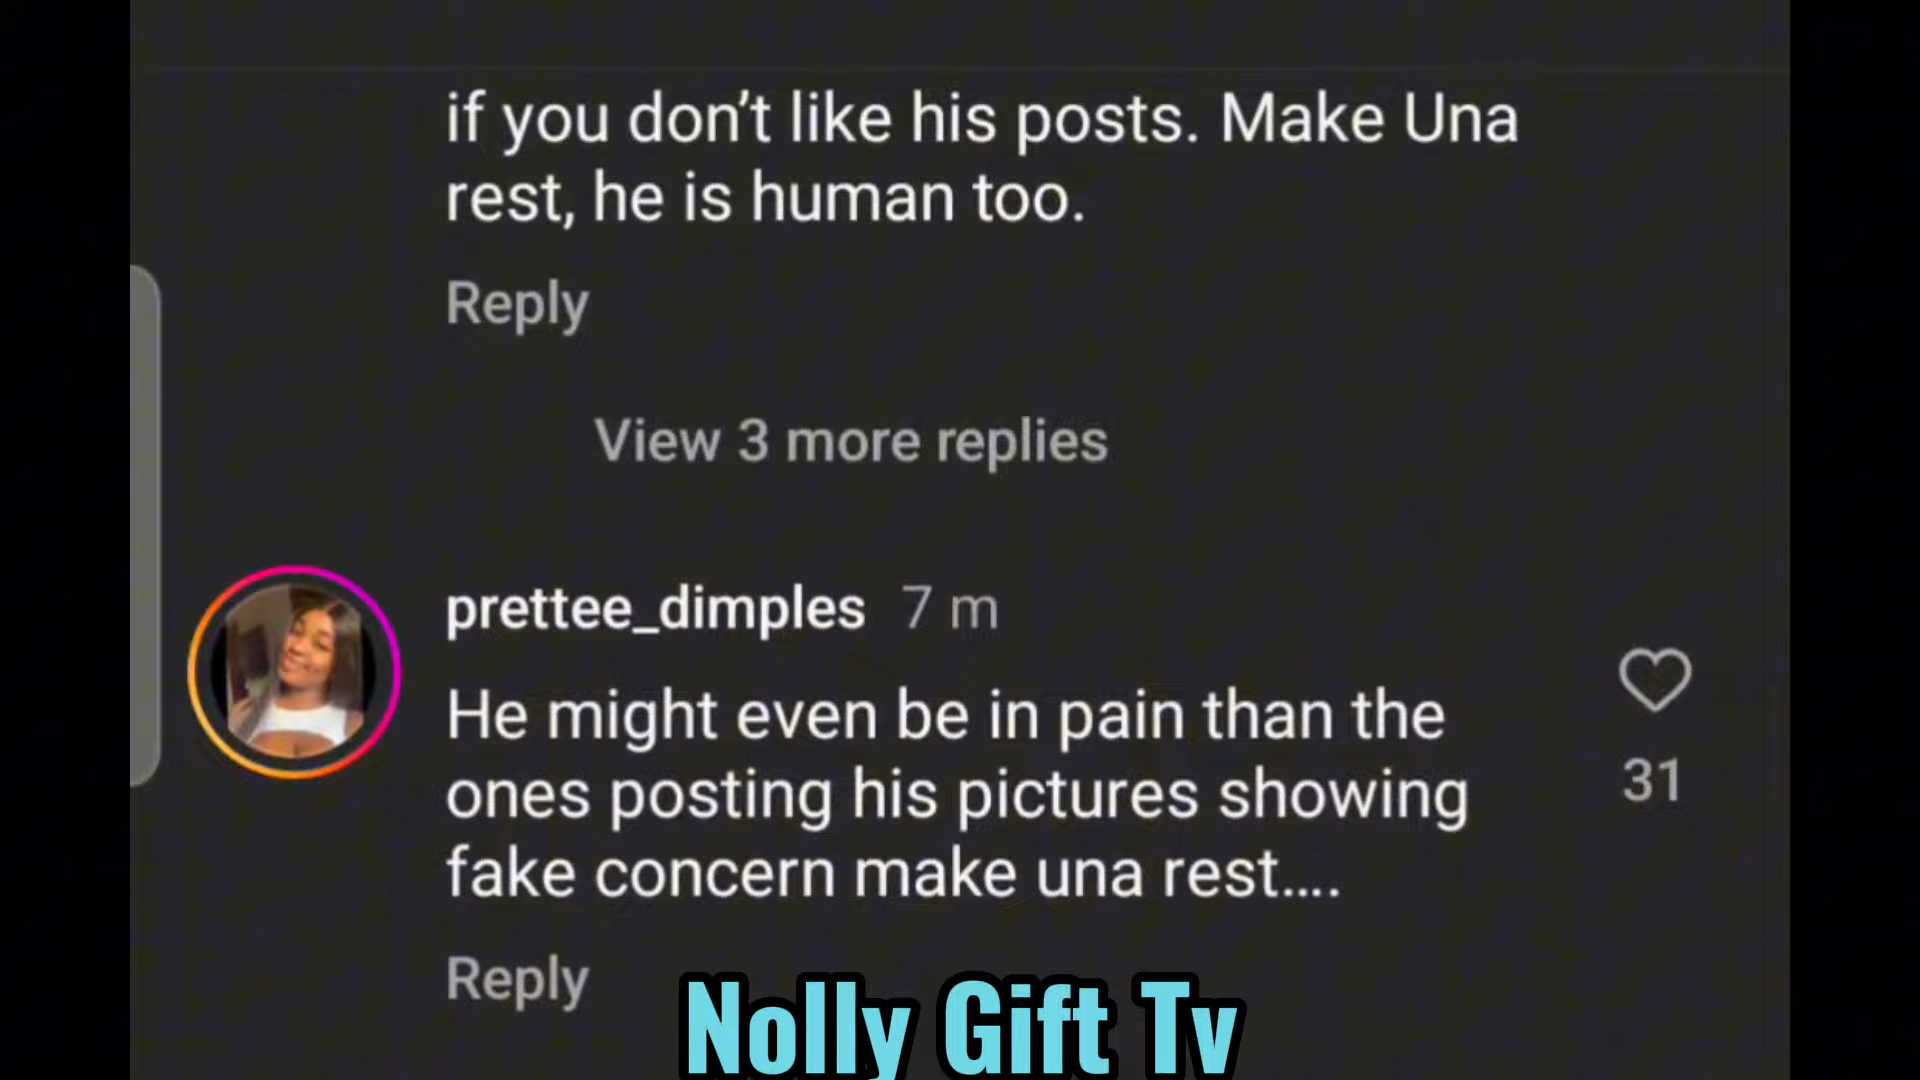 if you don’t like his posts. Make Una
rest, he is human too.
Reply
View 3 more replies
prettee_dimples 7 m
He might even be in pain than the
ones posting his pictures showing
fake concern make una rest....
31
Reply
Nolly Gift Tv